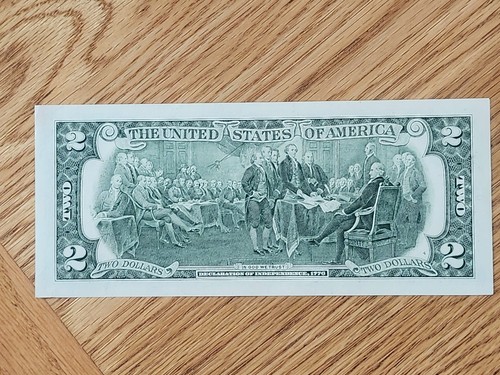 THE UNITED STATES OF AMERICA
2 2
TWO TWO
2 2
TWO DOLLARS TWO DOLLARS
IN GOD WE TRUST
DECLARATION OF INDEPENDENCE, 1776